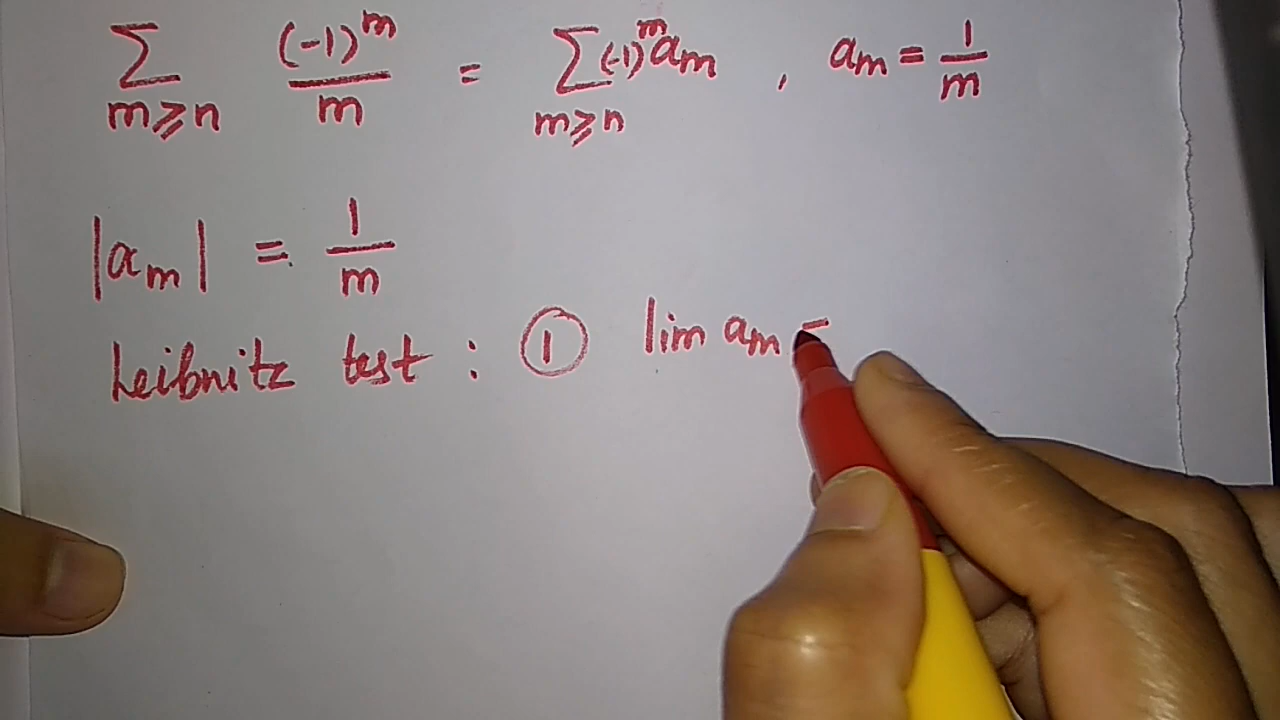 ∑_{m≥n} (-1)^m / m = ∑_{m≥n} (-1)^m a_m , a_m = 1/m
|a_m| = 1/m
Leibnitz test : ① lim a_m =